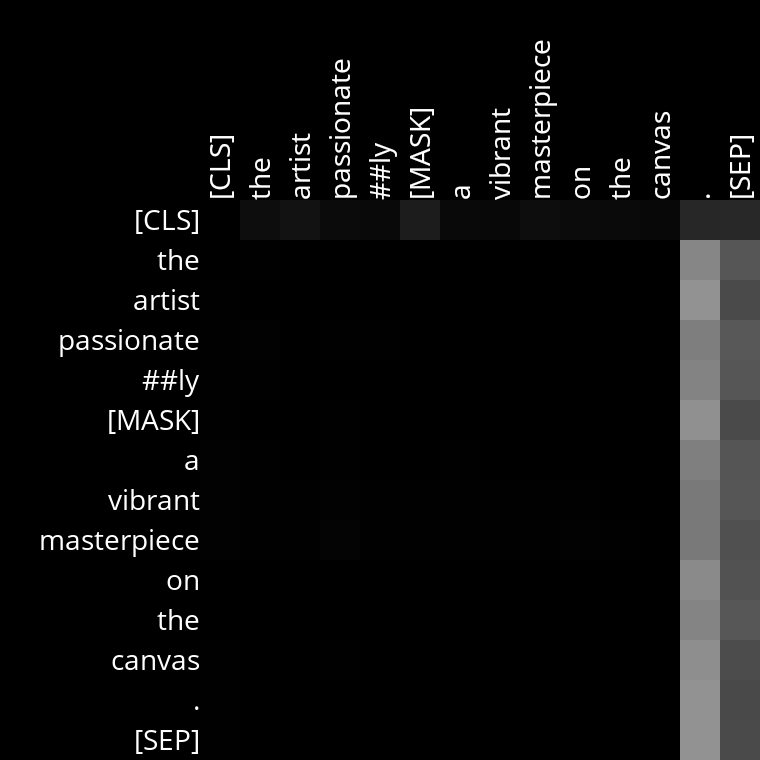 [CLS] the artist passionate ##ly [MASK] a vibrant masterpiece on the canvas . [SEP]
[CLS]
the
artist
passionate
##ly
[MASK]
a
vibrant
masterpiece
on
the
canvas
.
[SEP]